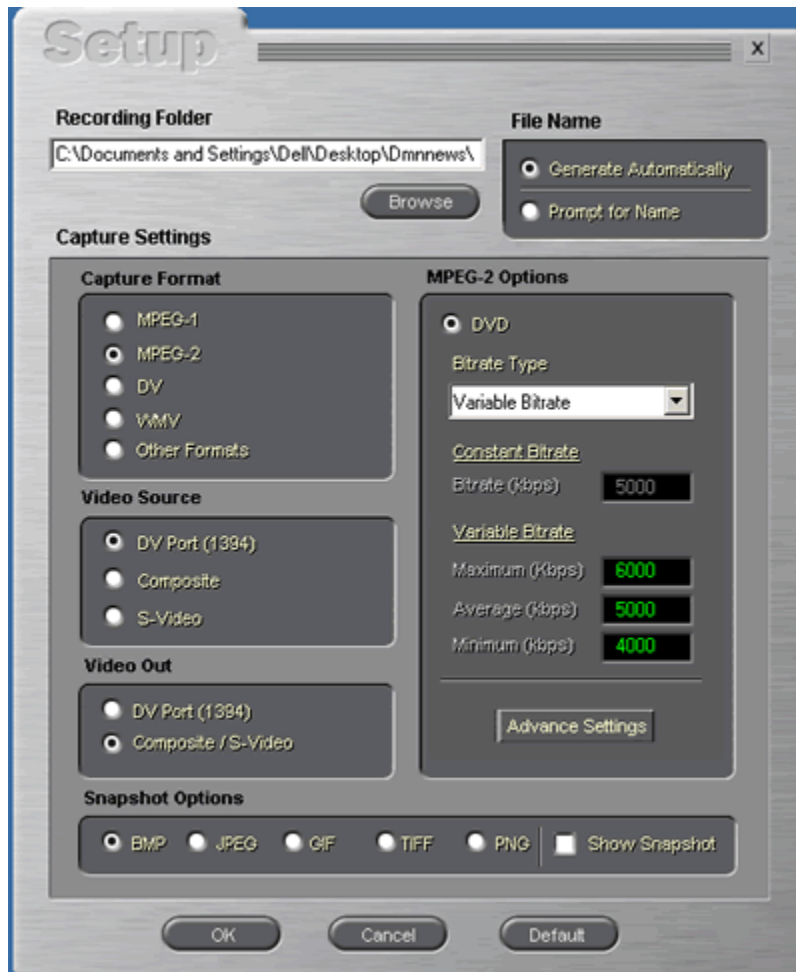 Setup
X
Recording Folder
C:\Documents and Settings\Dell\Desktop\Dmnnews\
Browse
File Name
Generate Automatically
Prompt for Name
Capture Settings
Capture Format
MPEG-1
MPEG-2
DV
WMV
Other Formats
Video Source
DV Port (1394)
Composite
S-Video
Video Out
DV Port (1394)
Composite / S-Video
MPEG-2 Options
DVD
Bitrate Type
Variable Bitrate
Constant Bitrate
Bitrate (kbps) 5000
Variable Bitrate
Maximum (Kbps) 6000
Average (kbps) 5000
Minimum (kbps) 4000
Advance Settings
Snapshot Options
BMP JPEG GIF TIFF PNG Show Snapshot
OK Cancel Default